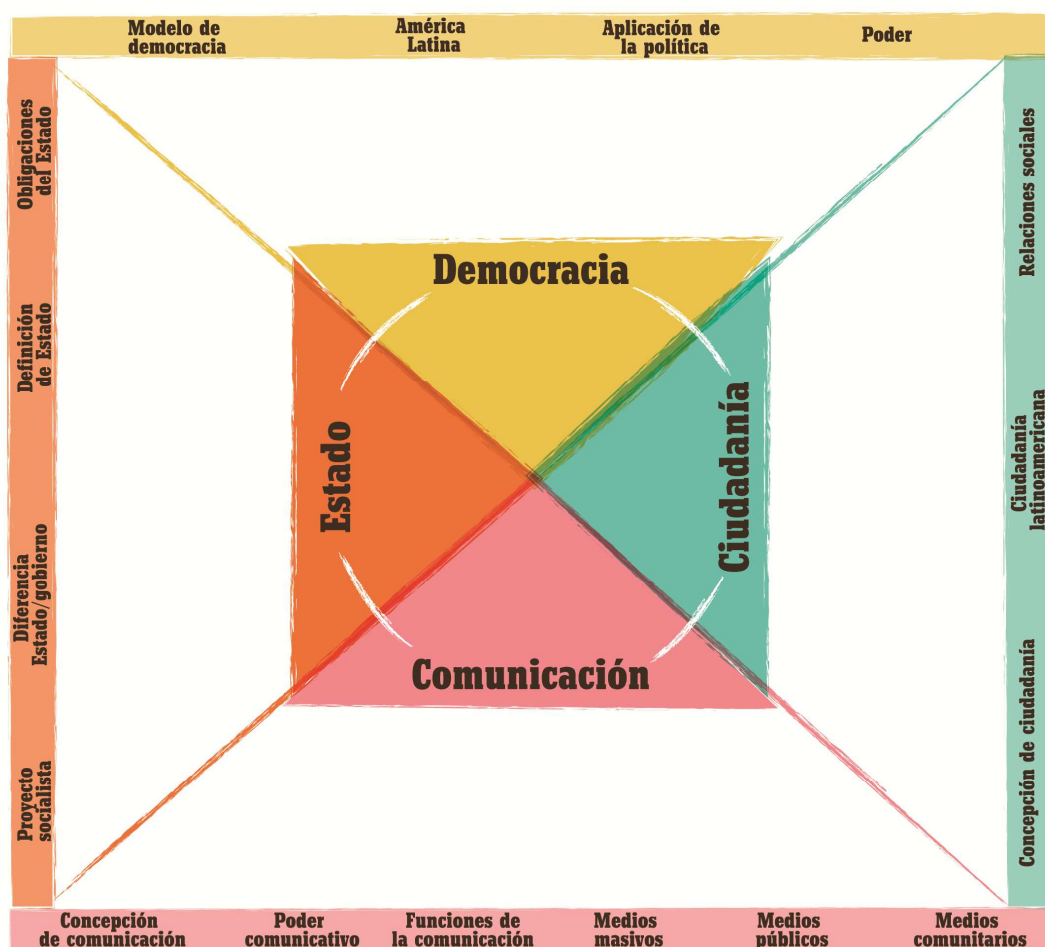 Modelo de
democracia
América
Latina
Aplicación de
la política
Poder
Obligaciones
del Estado
Definición
de Estado
Diferencia
Estado/gobierno
Proyecto
socialista
Democracia
Estado
Ciudadanía
Comunicación
Relaciones sociales
Ciudadanía
latinoamericana
Concepción de ciudadanía
Concepción
de comunicación
Poder
comunicativo
Funciones de
la comunicación
Medios
masivos
Medios
públicos
Medios
comunitarios